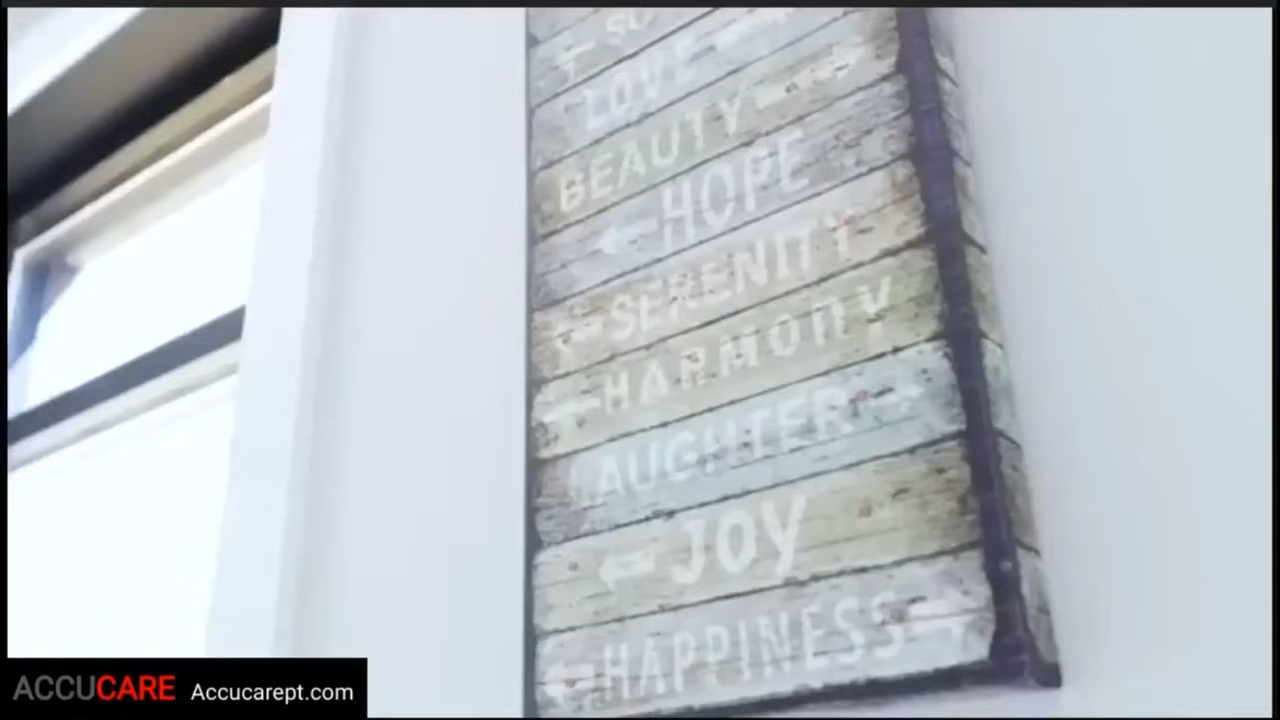 LOVE
BEAUTY
HOPE
SERENITY
HARMONY
LAUGHTER
JOY
HAPPINESS
ACCUCARE Accucarept.com